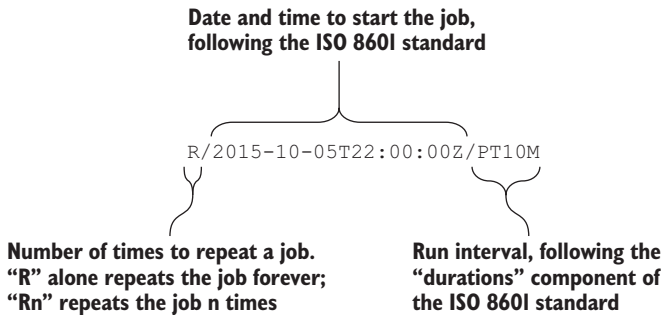 Date and time to start the job,
following the ISO 8601 standard
R/2015-10-05T22:00:00Z/PT10M
Number of times to repeat a job.
“R” alone repeats the job forever;
“Rn” repeats the job n times
Run interval, following the
“durations” component of
the ISO 8601 standard